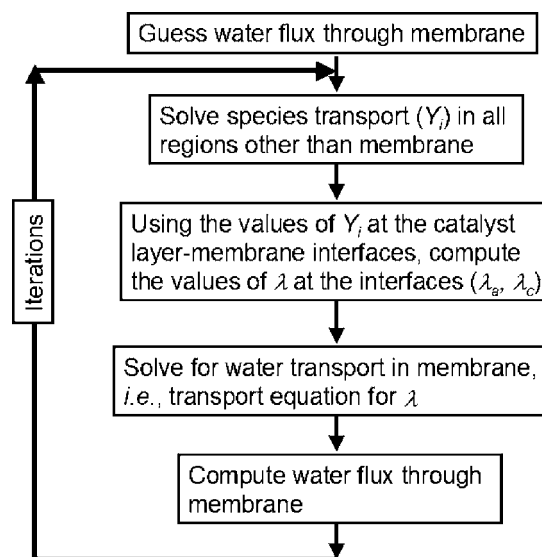 Guess water flux through membrane
Solve species transport (Yi) in all
regions other than membrane
Using the values of Yi at the catalyst
layer-membrane interfaces, compute
the values of λ at the interfaces (λa, λc)
Solve for water transport in membrane,
i.e., transport equation for λ
Compute water flux through
membrane
Iterations